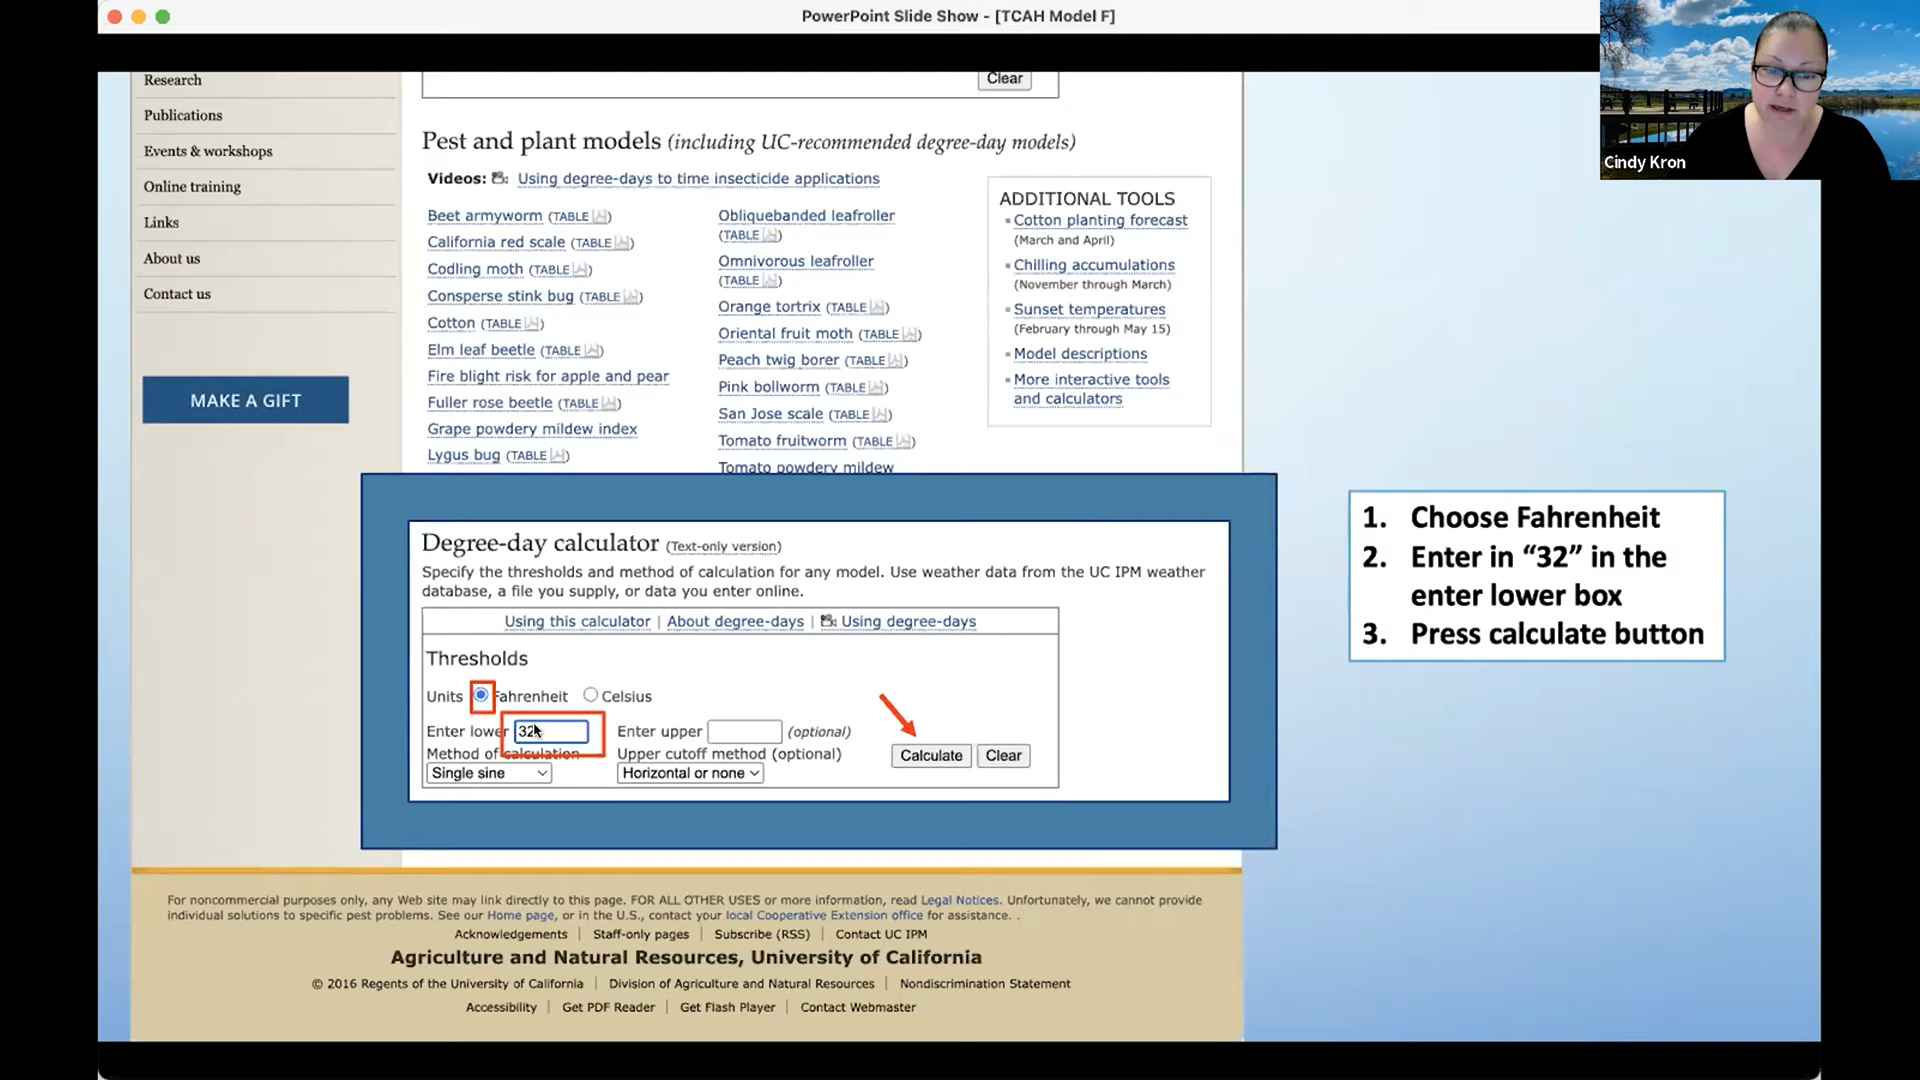 PowerPoint Slide Show - [TCAH Model F]
Cindy Kron
Research
Publications
Events & workshops
Online training
Links
About us
Contact us
MAKE A GIFT
Clear
Pest and plant models (including UC-recommended degree-day models)
Videos: Using degree-days to time insecticide applications
Beet armyworm (TABLE)
California red scale (TABLE)
Codling moth (TABLE)
Consperse stink bug (TABLE)
Cotton (TABLE)
Elm leaf beetle (TABLE)
Fire blight risk for apple and pear
Fuller rose beetle (TABLE)
Grape powdery mildew index
Lygus bug (TABLE)
Obliquebanded leafroller
(TABLE)
Omnivorous leafroller
(TABLE)
Orange tortrix (TABLE)
Oriental fruit moth (TABLE)
Peach twig borer (TABLE)
Pink bollworm (TABLE)
San Jose scale (TABLE)
Tomato fruitworm (TABLE)
Tomato powdery mildew
ADDITIONAL TOOLS
Cotton planting forecast
(March and April)
Chilling accumulations
(November through March)
Sunset temperatures
(February through May 15)
Model descriptions
More interactive tools
and calculators
Degree-day calculator (Text-only version)
Specify the thresholds and method of calculation for any model. Use weather data from the UC IPM weather
database, a file you supply, or data you enter online.
Using this calculator | About degree-days | Using degree-days
Thresholds
Units Fahrenheit Celsius
Enter lower 32 Enter upper (optional)
Method of calculation Upper cutoff method (optional)
Single sine Horizontal or none
Calculate Clear
1. Choose Fahrenheit
2. Enter in “32” in the
enter lower box
3. Press calculate button
For noncommercial purposes only, any Web site may link directly to this page. FOR ALL OTHER USES or more information, read Legal Notices. Unfortunately, we cannot provide
individual solutions to specific pest problems. See our Home page, or in the U.S., contact your local Cooperative Extension office for assistance. .
Acknowledgements | Staff-only pages | Subscribe (RSS) | Contact UC IPM
Agriculture and Natural Resources, University of California
© 2016 Regents of the University of California | Division of Agriculture and Natural Resources | Nondiscrimination Statement
Accessibility | Get PDF Reader | Get Flash Player | Contact Webmaster